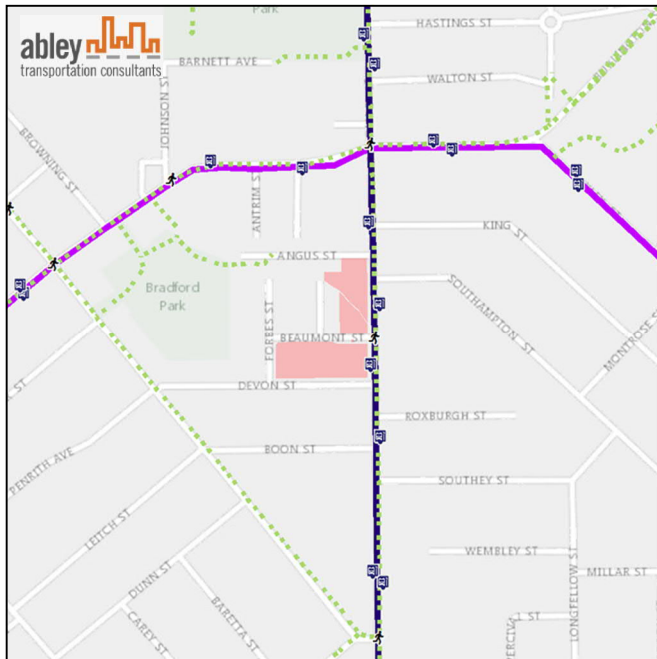 Park
abley
transportation consultants
HASTINGS ST
BARNETT AVE
WALTON ST
JOHNSON ST
BROWNING ST
ANTRIM S
KING ST
ANGUS ST
Bradford
Park
SOUTHAMPTON ST
MONTROSE S
FORBES ST
BEAUMONT ST
DEVON ST
ST
ROXBURGH ST
BOON ST
PENRITH AVE
SOUTHEY ST
LEITCH ST
WEMBLEY ST
DUNN ST
MILLAR ST
LONGFELLOW ST
BARETTA ST
CAREY ST
PERCIVAL ST